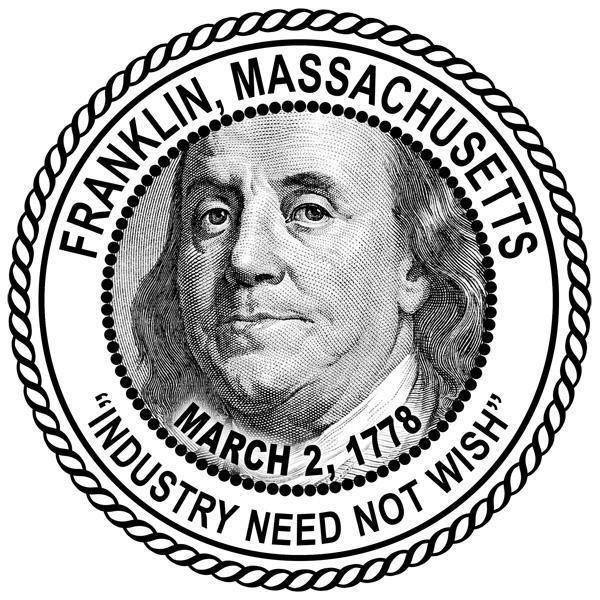 FRANKLIN, MASSACHUSETTS
MARCH 2, 1778
“INDUSTRY NEED NOT WISH”